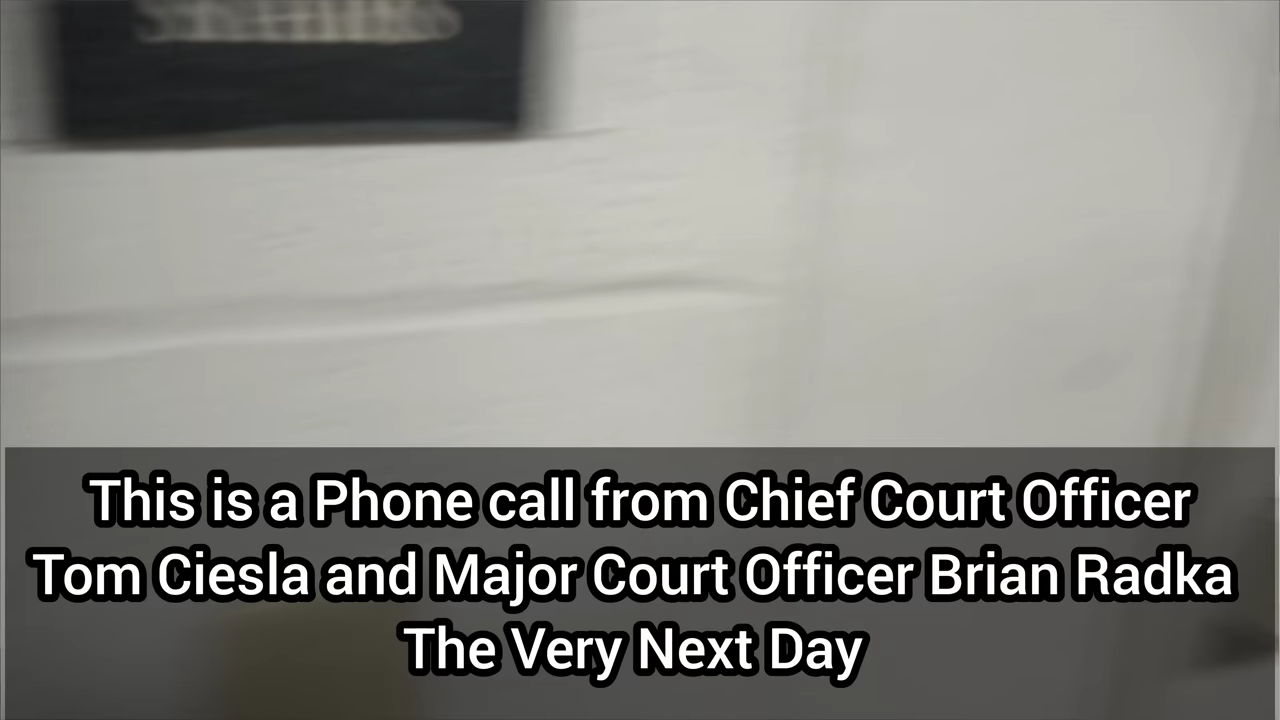 This is a Phone call from Chief Court Officer
Tom Ciesla and Major Court Officer Brian Radka
The Very Next Day